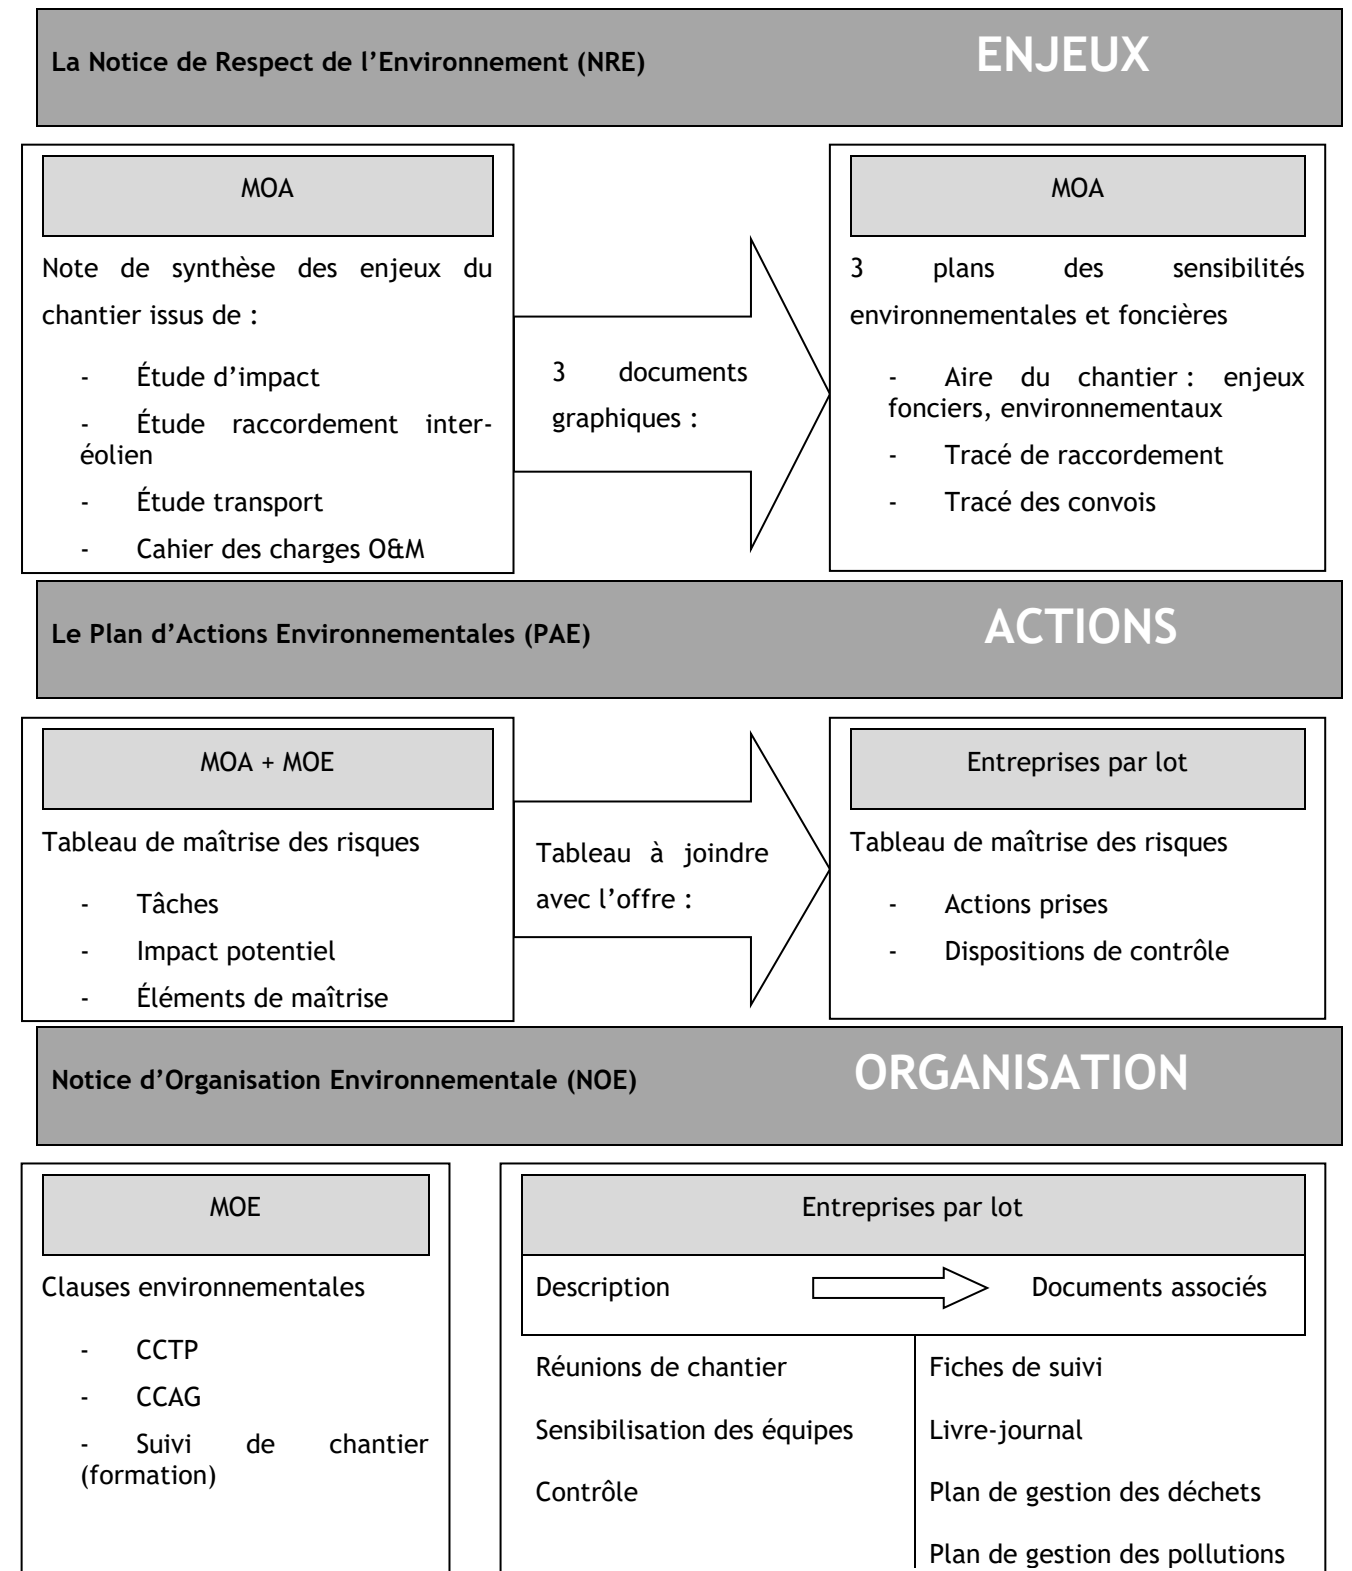 La Notice de Respect de l’Environnement (NRE) ENJEUX
MOA
Note de synthèse des enjeux du
chantier issus de :
- Étude d’impact
- Étude raccordement inter-
éolien
- Étude transport
- Cahier des charges O&M
3 documents
graphiques :
MOA
3 plans des sensibilités
environnementales et foncières
- Aire du chantier : enjeux
fonciers, environnementaux
- Tracé de raccordement
- Tracé des convois
Le Plan d’Actions Environnementales (PAE) ACTIONS
MOA + MOE
Tableau de maîtrise des risques
- Tâches
- Impact potentiel
- Éléments de maîtrise
Tableau à joindre
avec l’offre :
Entreprises par lot
Tableau de maîtrise des risques
- Actions prises
- Dispositions de contrôle
Notice d’Organisation Environnementale (NOE) ORGANISATION
MOE
Clauses environnementales
- CCTP
- CCAG
- Suivi de chantier
(formation)
Entreprises par lot
Description
Documents associés
Réunions de chantier
Sensibilisation des équipes
Contrôle
Fiches de suivi
Livre-journal
Plan de gestion des déchets
Plan de gestion des pollutions